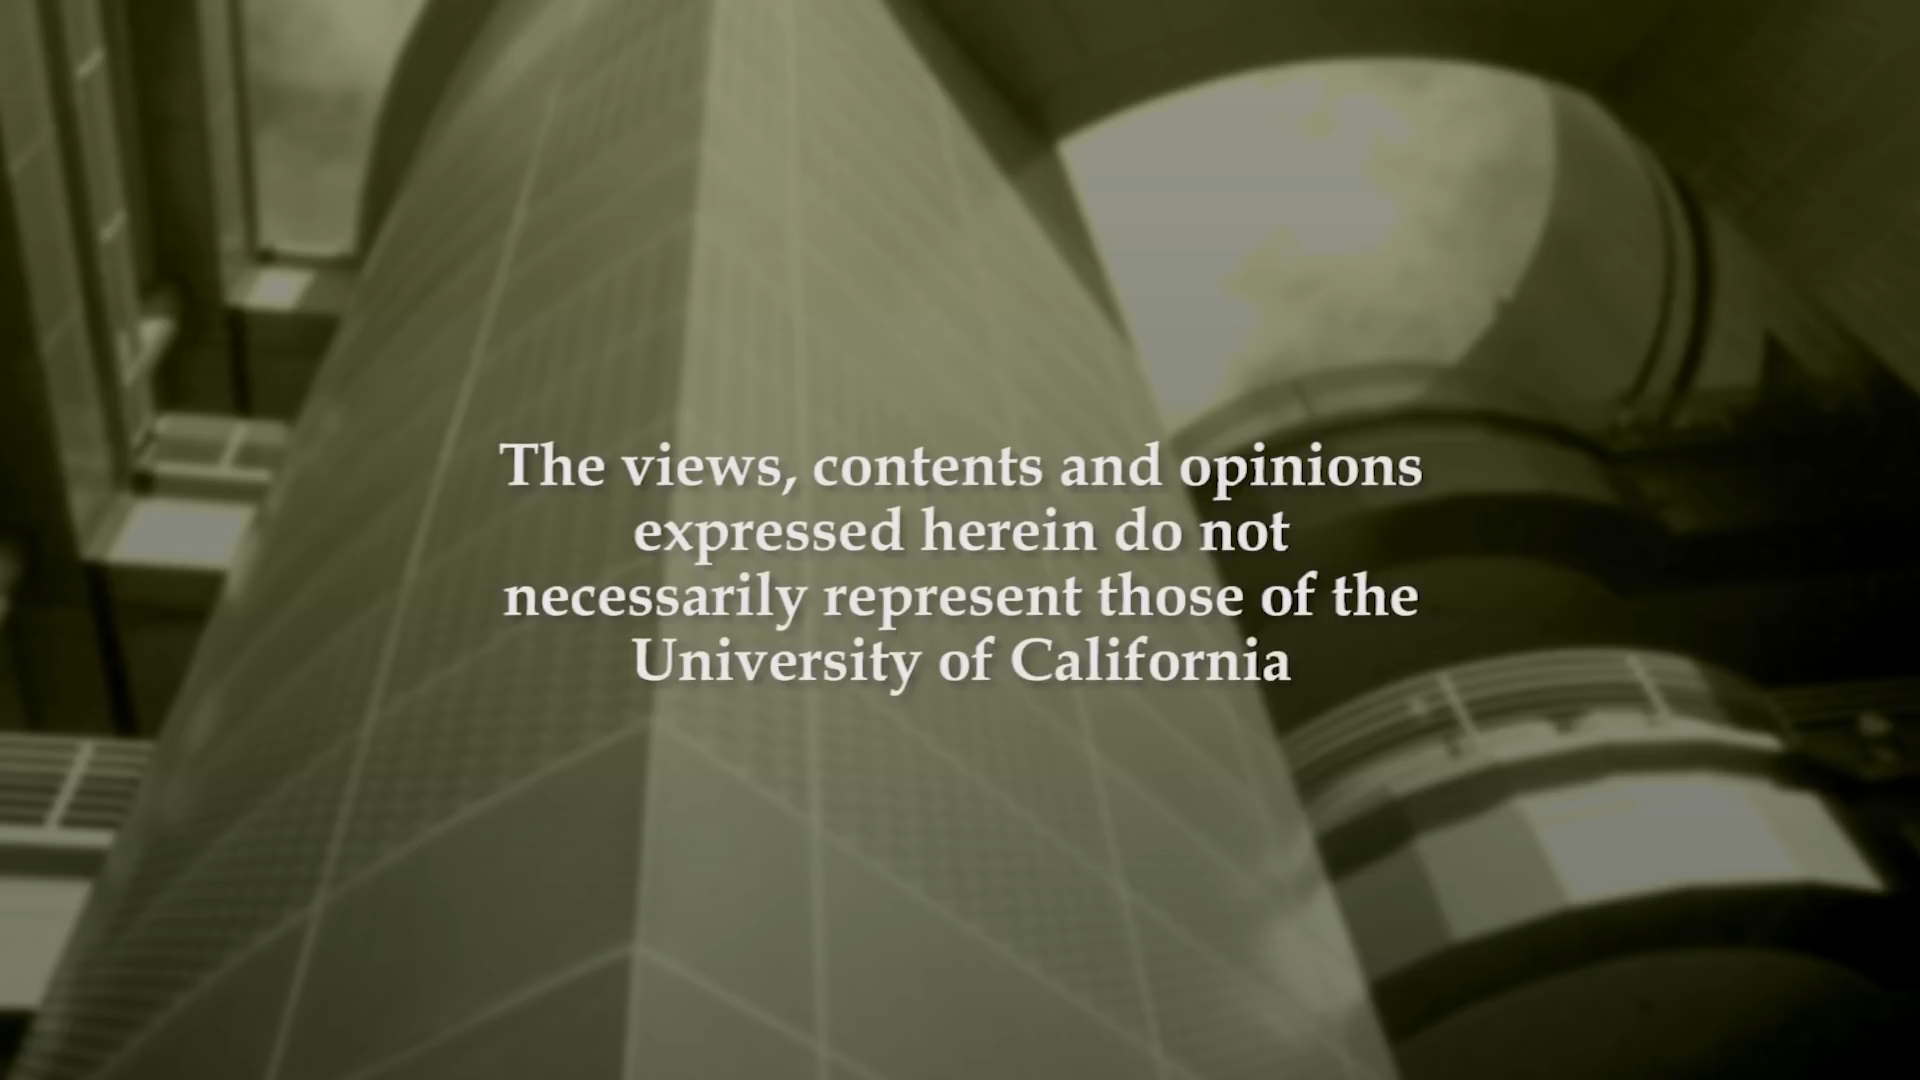 The views, contents and opinions
expressed herein do not
necessarily represent those of the
University of California